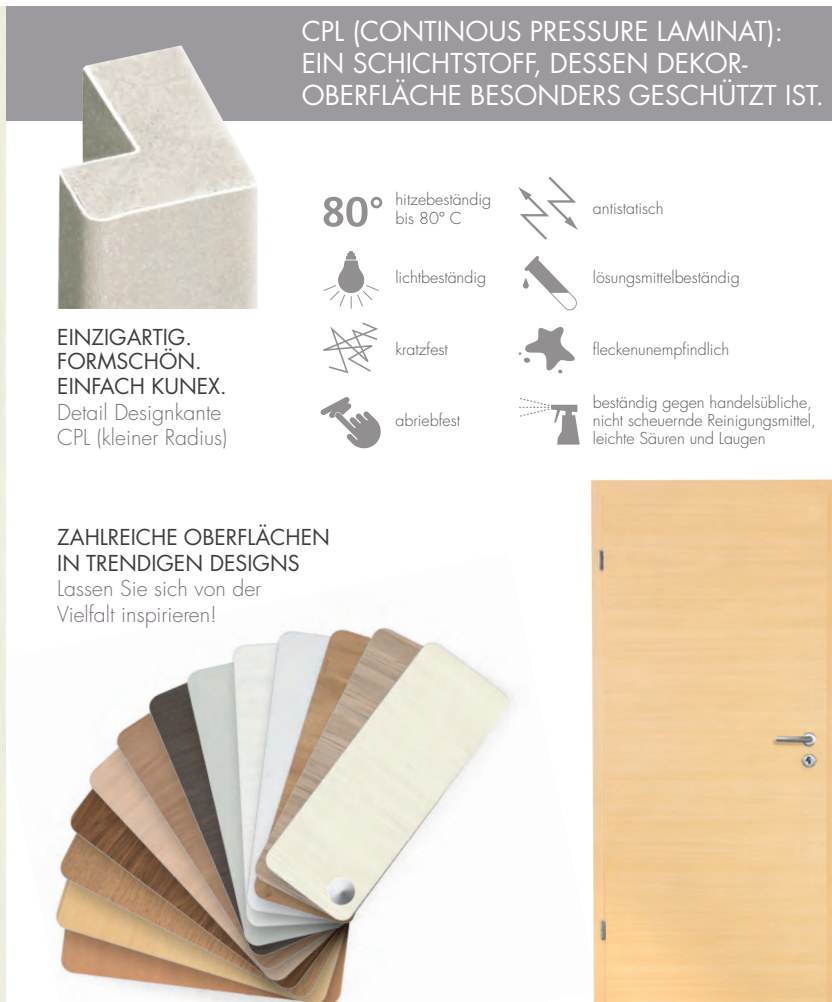 CPL (CONTINOUS PRESSURE LAMINAT):
EIN SCHICHTSTOFF, DESSEN DEKOR-
OBERFLÄCHE BESONDERS GESCHÜTZT IST.
80° hitzebeständig
bis 80° C
antistatisch
lichtbeständig
lösungsmittelbeständig
kratzfest
fleckenunempfindlich
abriebfest
beständig gegen handelsübliche,
nicht scheuernde Reinigungsmittel,
leichte Säuren und Laugen
EINZIGARTIG.
FORMSCHÖN.
EINFACH KUNEX.
Detail Designkante
CPL (kleiner Radius)
ZAHLREICHE OBERFLÄCHEN
IN TRENDIGEN DESIGNS
Lassen Sie sich von der
Vielfalt inspirieren!